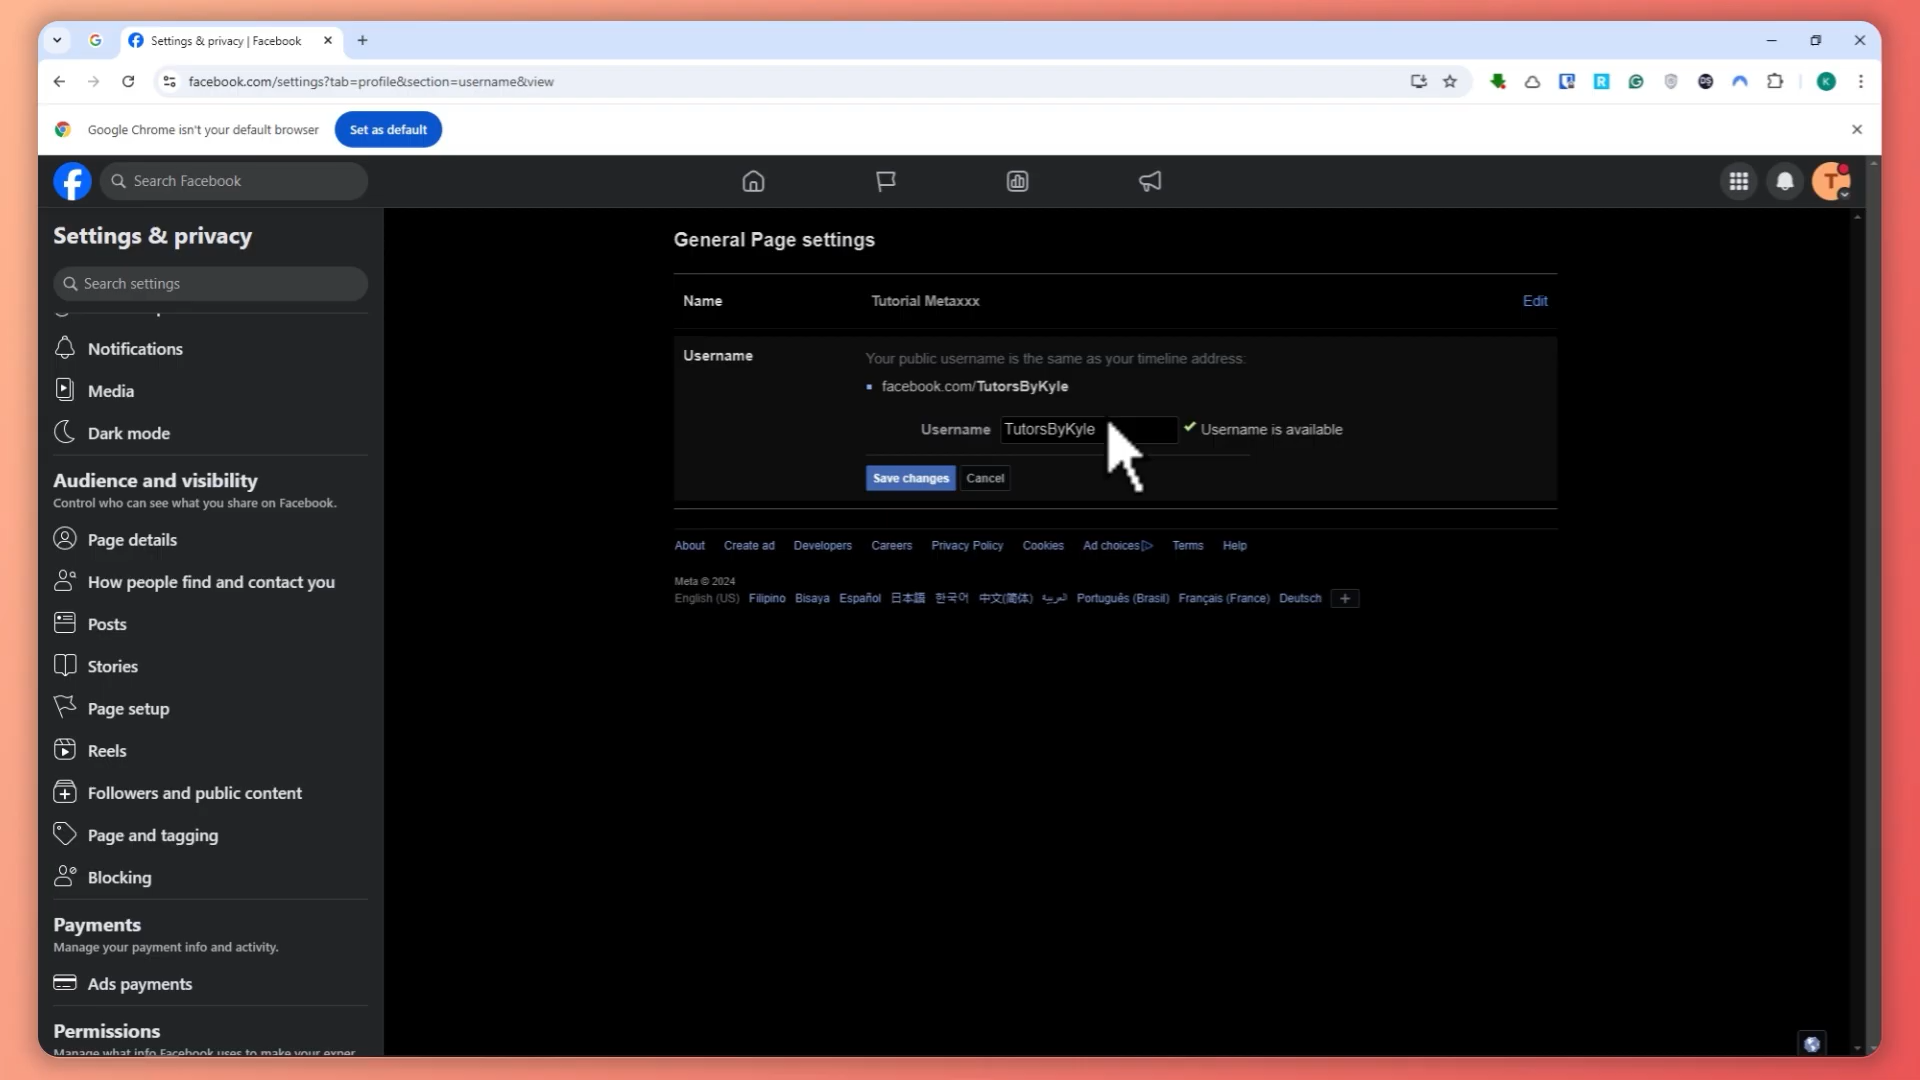 Settings & privacy | Facebook
facebook.com/settings?tab=profile&section=username&view
K
Google Chrome isn't your default browser
Set as default
Search Facebook
T
Settings & privacy
Search settings
Notifications
Media
Dark mode
Audience and visibility
Control who can see what you share on Facebook.
Page details
How people find and contact you
Posts
Stories
Page setup
Reels
Followers and public content
Page and tagging
Blocking
Payments
Manage your payment info and activity.
Ads payments
Permissions
Manage what info Facebook uses to make your exper
General Page settings
Name Tutorial Metaxxx Edit
Username Your public username is the same as your timeline address:
facebook.com/TutorsByKyle
Username TutorsByKyle Username is available
Save changes Cancel
About Create ad Developers Careers Privacy Policy Cookies Ad choices Terms Help
Meta © 2024
English (US) Filipino Bisaya Español 日本語 한국어 中文(简体) العربية Português (Brasil) Français (France) Deutsch